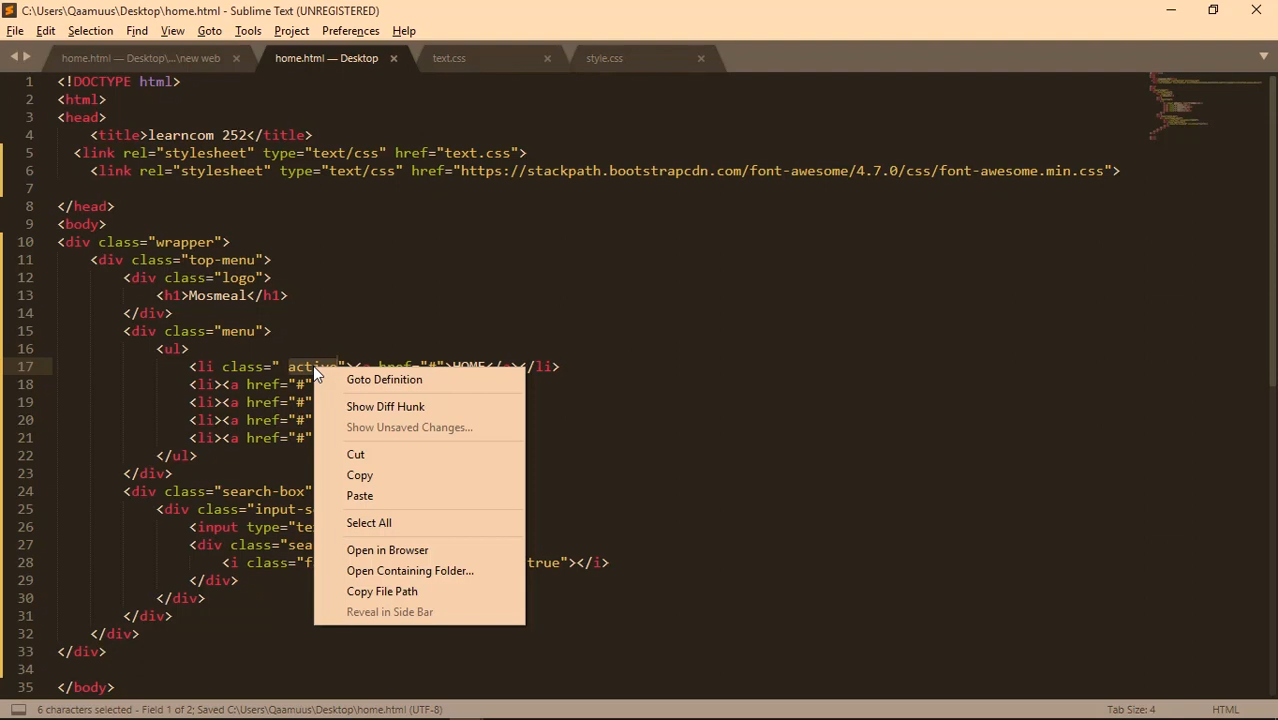 C:\Users\Qaamuus\Desktop\home.html - Sublime Text (UNREGISTERED)
File Edit Selection Find View Goto Tools Project Preferences Help
home.html — Desktop\...\new web × home.html — Desktop × text.css × style.css ×
1 <!DOCTYPE html>
2 <html>
3 <head>
4 <title>learncom 252</title>
5 <link rel="stylesheet" type="text/css" href="text.css">
6 <link rel="stylesheet" type="text/css" href="https://stackpath.bootstrapcdn.com/font-awesome/4.7.0/css/font-awesome.min.css">
7
8 </head>
9 <body>
10 <div class="wrapper">
11 <div class="top-menu">
12 <div class="logo">
13 <h1>Mosmeal</h1>
14 </div>
15 <div class="menu">
16 <ul>
17 <li class=" active"><a href="#">HOME</a></li>
18 <li><a href="#"
19 <li><a href="#"
20 <li><a href="#"
21 <li><a href="#"
22 </ul>
23 </div>
24 <div class="search-box"
25 <div class="input-s
26 <input type="te
27 <div class="sea
28 <i class="f true"></i>
29 </div>
30 </div>
31 </div>
32 </div>
33 </div>
34
35 </body>
Goto Definition
Show Diff Hunk
Show Unsaved Changes...
Cut
Copy
Paste
Select All
Open in Browser
Open Containing Folder...
Copy File Path
Reveal in Side Bar
6 characters selected - Field 1 of 2; Saved C:\Users\Qaamuus\Desktop\home.html (UTF-8) Tab Size: 4 HTML